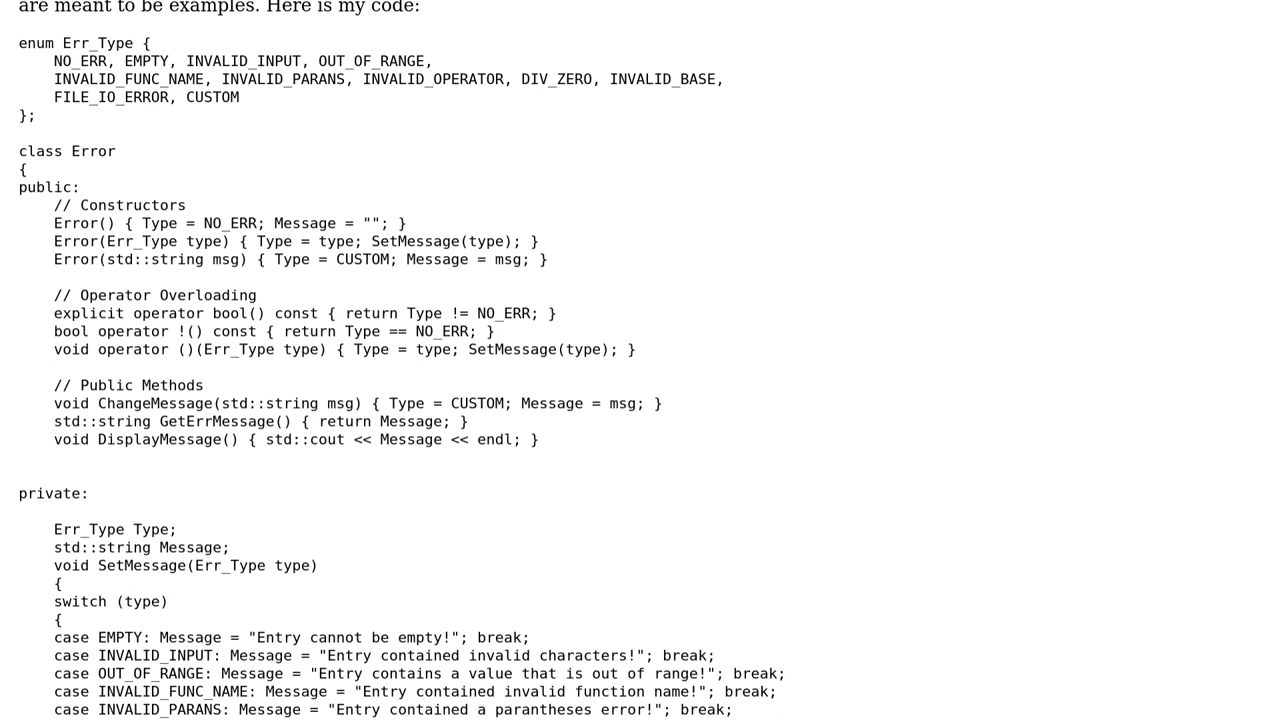 are meant to be examples. Here is my code:
enum Err_Type {
    NO_ERR, EMPTY, INVALID_INPUT, OUT_OF_RANGE,
    INVALID_FUNC_NAME, INVALID_PARANS, INVALID_OPERATOR, DIV_ZERO, INVALID_BASE,
    FILE_IO_ERROR, CUSTOM
};
class Error
{
public:
    // Constructors
    Error() { Type = NO_ERR; Message = ""; }
    Error(Err_Type type) { Type = type; SetMessage(type); }
    Error(std::string msg) { Type = CUSTOM; Message = msg; }
    // Operator Overloading
    explicit operator bool() const { return Type != NO_ERR; }
    bool operator !() const { return Type == NO_ERR; }
    void operator ()(Err_Type type) { Type = type; SetMessage(type); }
    // Public Methods
    void ChangeMessage(std::string msg) { Type = CUSTOM; Message = msg; }
    std::string GetErrMessage() { return Message; }
    void DisplayMessage() { std::cout << Message << endl; }
private:
    Err_Type Type;
    std::string Message;
    void SetMessage(Err_Type type)
    {
    switch (type)
    {
    case EMPTY: Message = "Entry cannot be empty!"; break;
    case INVALID_INPUT: Message = "Entry contained invalid characters!"; break;
    case OUT_OF_RANGE: Message = "Entry contains a value that is out of range!"; break;
    case INVALID_FUNC_NAME: Message = "Entry contained invalid function name!"; break;
    case INVALID_PARANS: Message = "Entry contained a parantheses error!"; break;